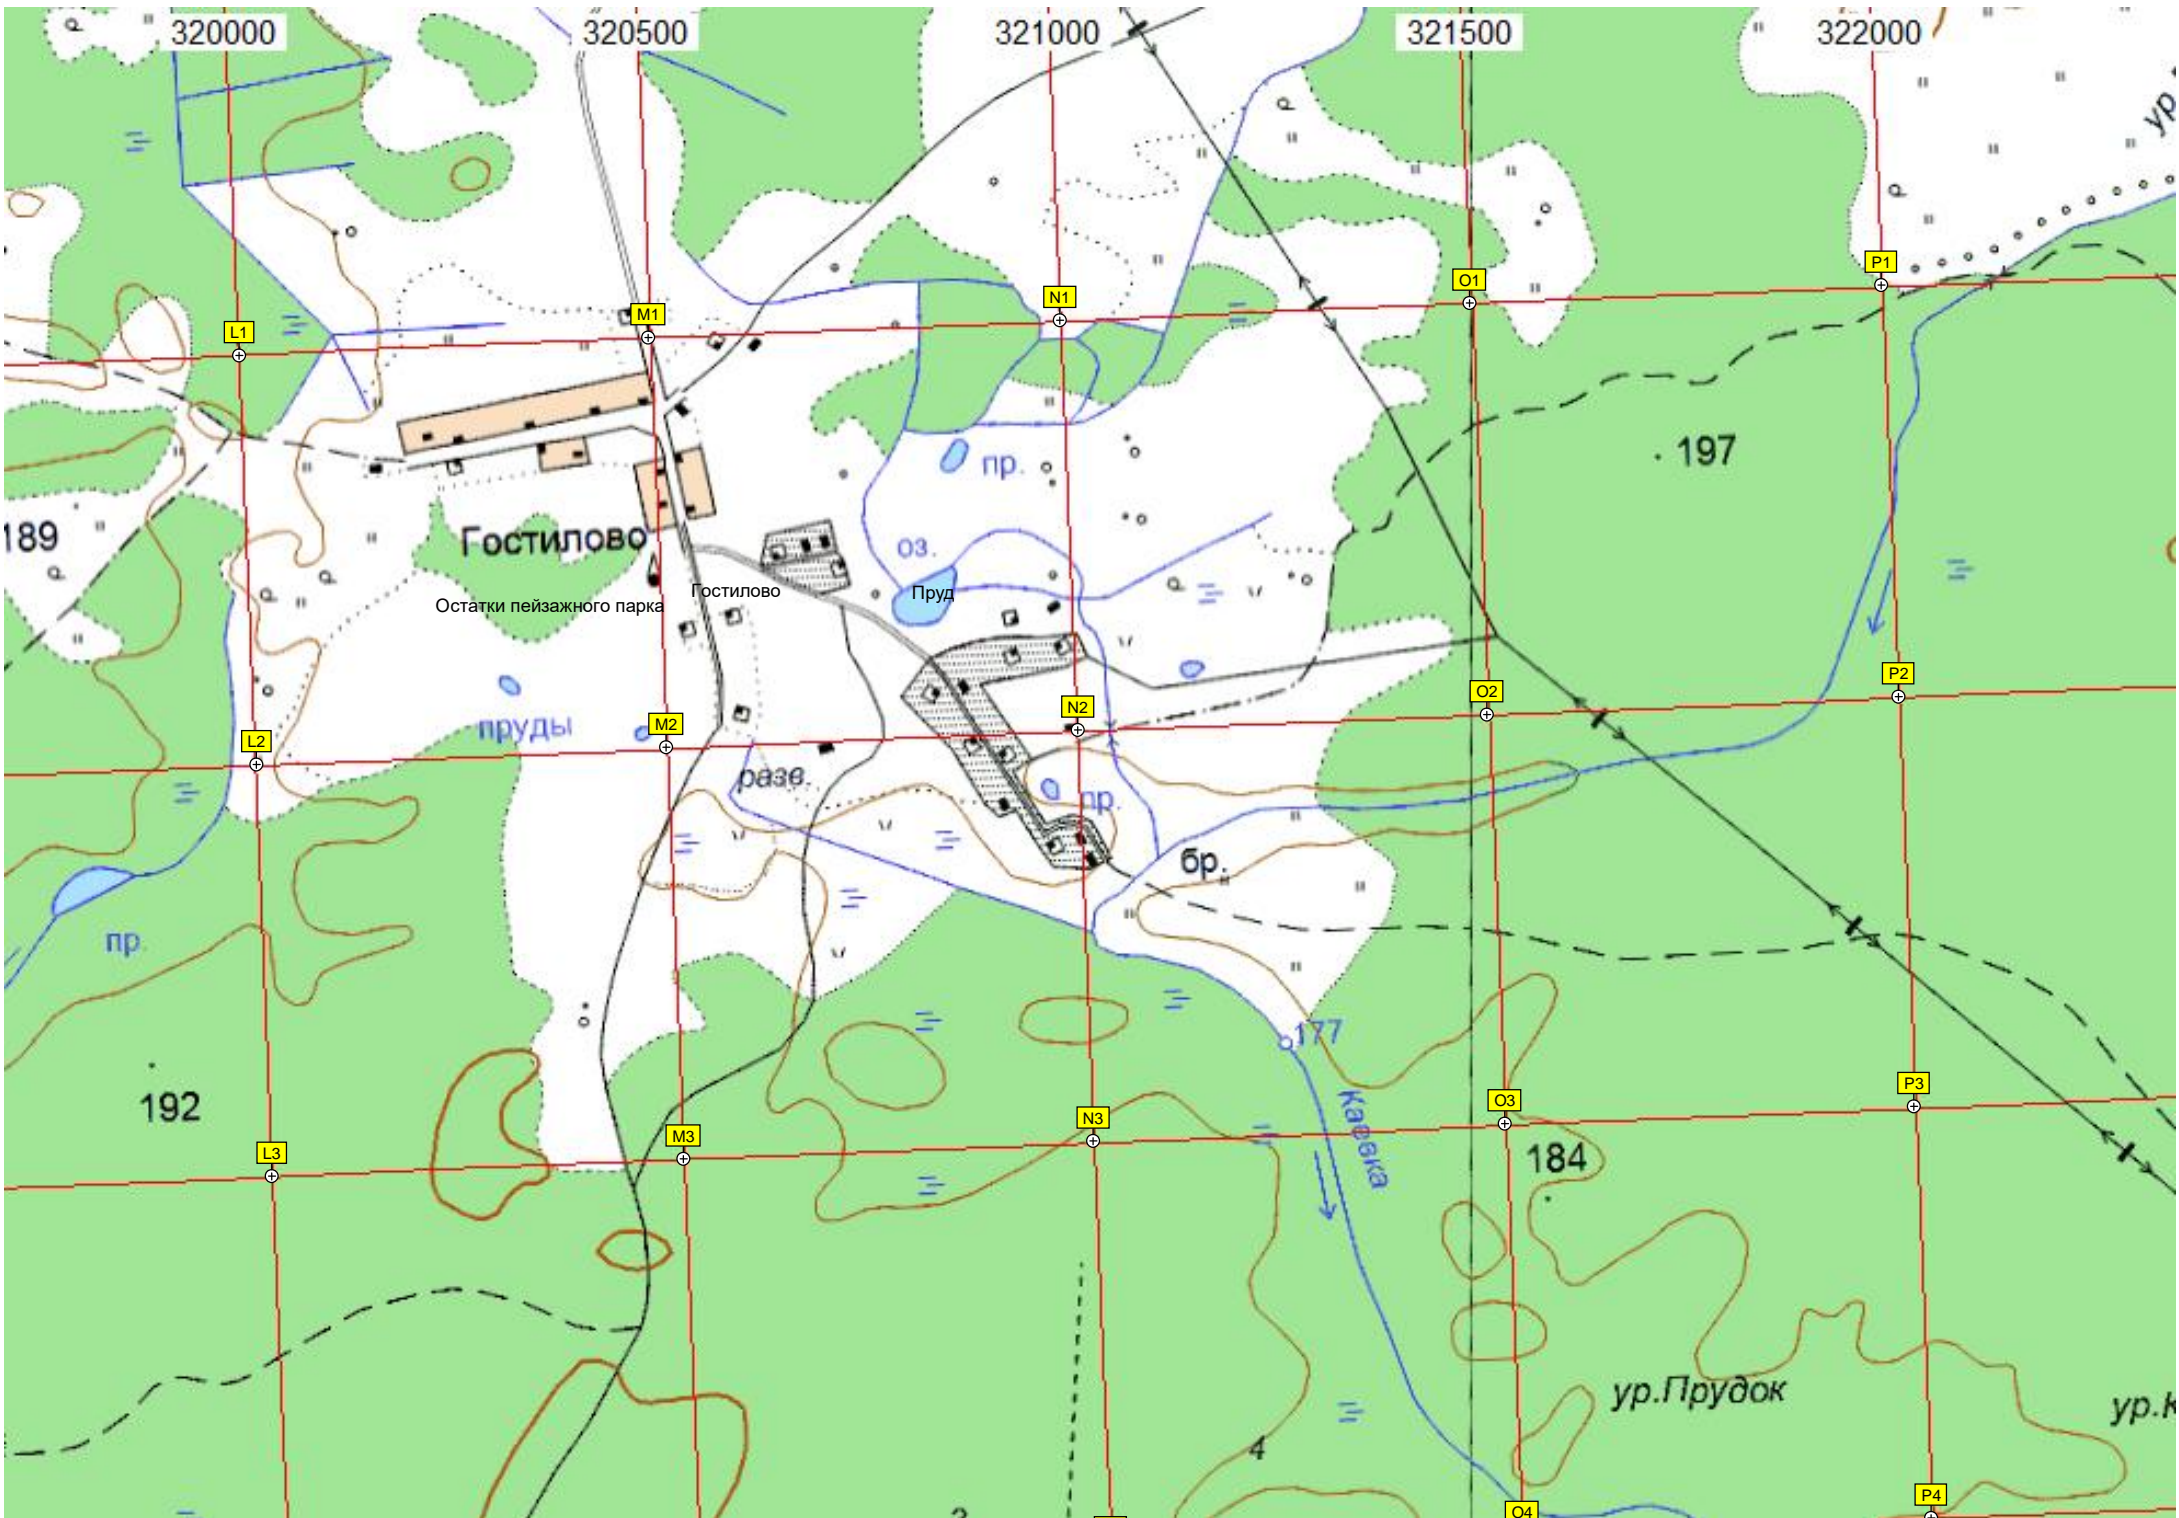 320000 320500 321000 321500 322000
ур.
P1
O1
N1
M1
L1
197
пр.
189
Гостилово
оз.
Гостилово
Пруд
Остатки пейзажного парка
P2
O2
N2
M2
пруды
L2
разв.
пр.
бр.
пр.
177
192
Каевка
P3
O3
N3
M3
L3
184
ур.Прудок
ур.К
4
P4
O4